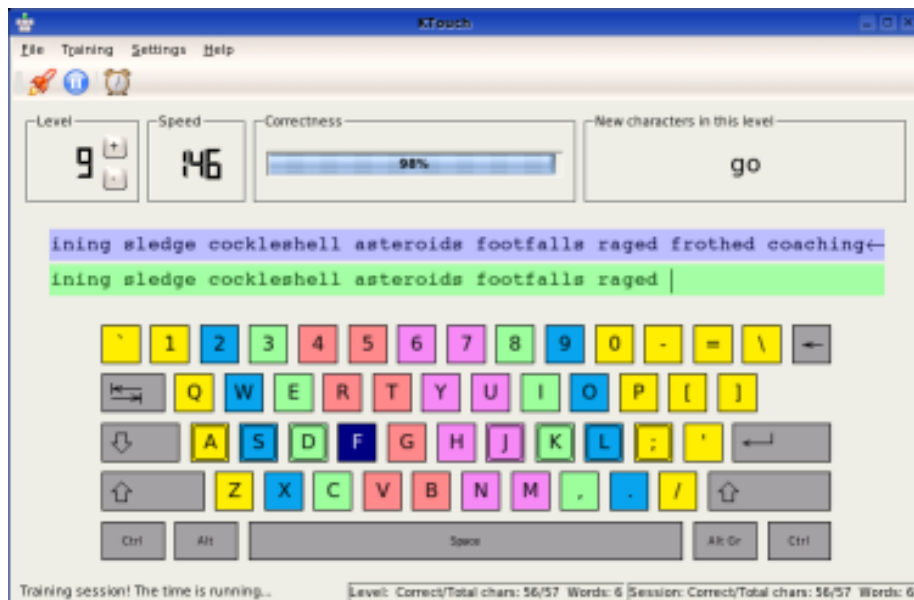 KTouch
File Training Settings Help
Level Speed Correctness New characters in this level
9 + - 146 98% go
ining sledge cockleshell asteroids footfalls raged frothed coaching←
ining sledge cockleshell asteroids footfalls raged
` 1 2 3 4 5 6 7 8 9 0 - = \ ←
Q W E R T Y U I O P [ ]
A S D F G H J K L ; '
Z X C V B N M , . /
Ctrl Alt Space Alt Gr Ctrl
Training session! The time is running... Level: Correct/Total chars: 56/57 Words: 6 Session: Correct/Total chars: 56/57 Words: 6